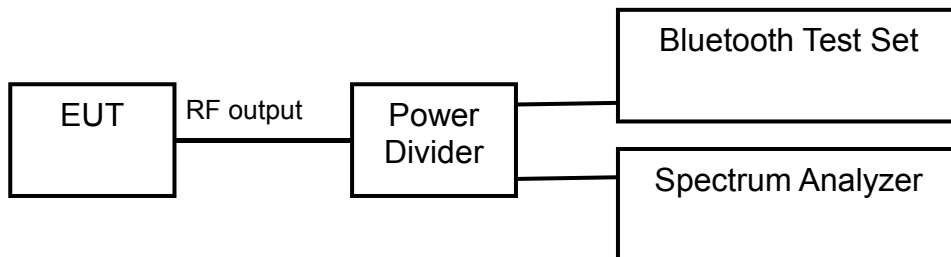 Bluetooth Test Set
EUT
RF output
Power
Divider
Spectrum Analyzer